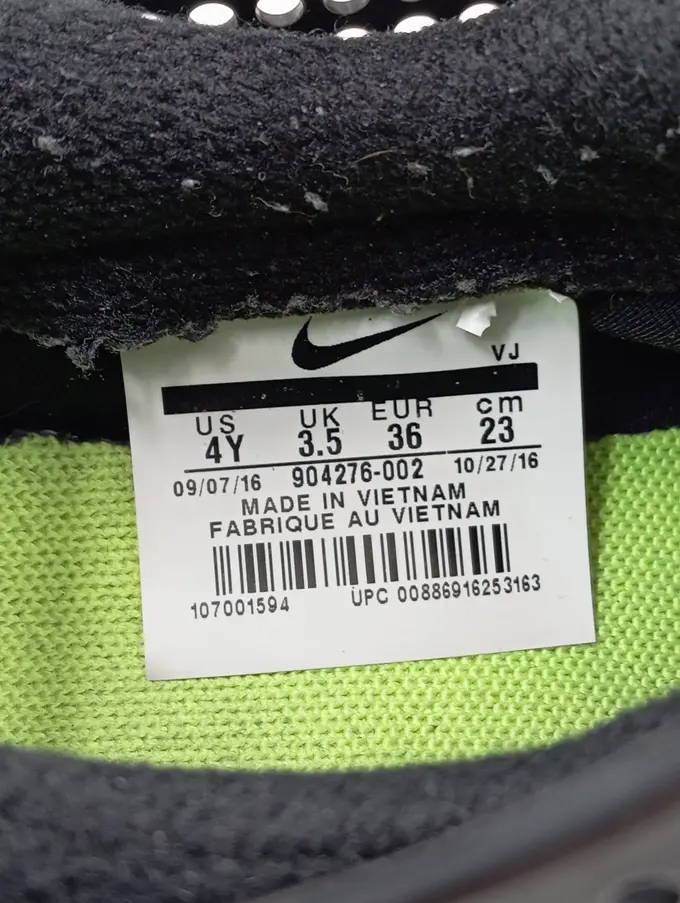 VJ
US UK EUR cm
4Y 3.5 36 23
09/07/16 904276-002 10/27/16
MADE IN VIETNAM
FABRIQUE AU VIETNAM
107001594 UPC 00886916253163